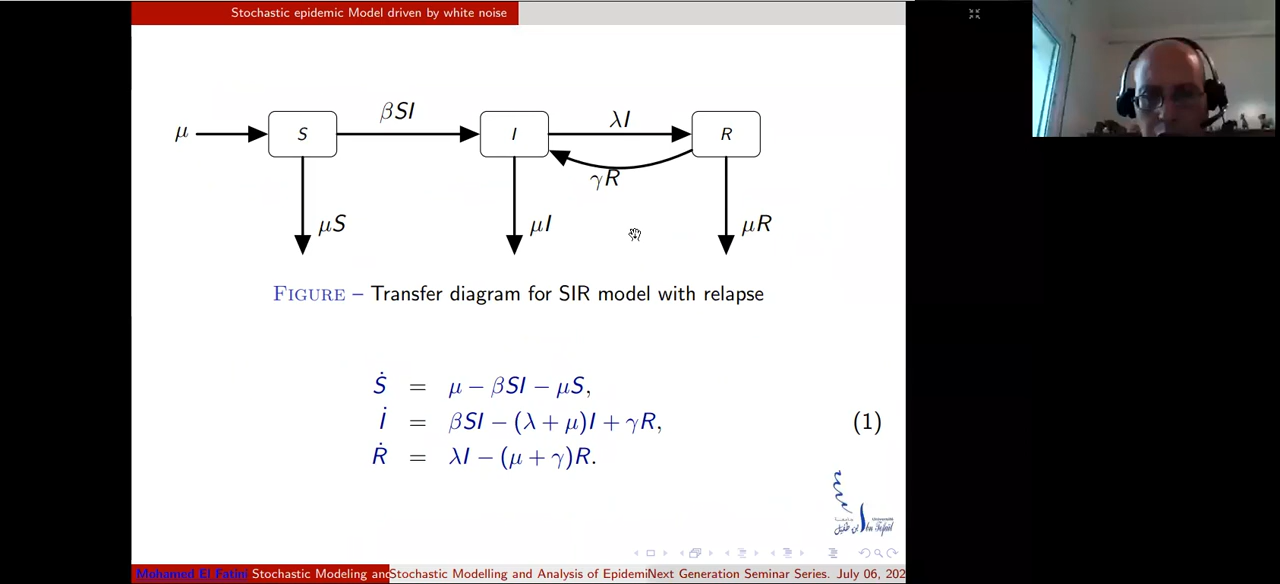 Stochastic epidemic Model driven by white noise
μ
S
βSI
I
λI
R
γR
μS
μI
μR
FIGURE – Transfer diagram for SIR model with relapse
Ṡ = μ − βSI − μS,
İ = βSI − (λ + μ)I + γR, (1)
Ṙ = λI − (μ + γ)R.
Mohamed El Fatini Stochastic Modeling and Stochastic Modelling and Analysis of Epidemi Next Generation Seminar Series. July 06, 202